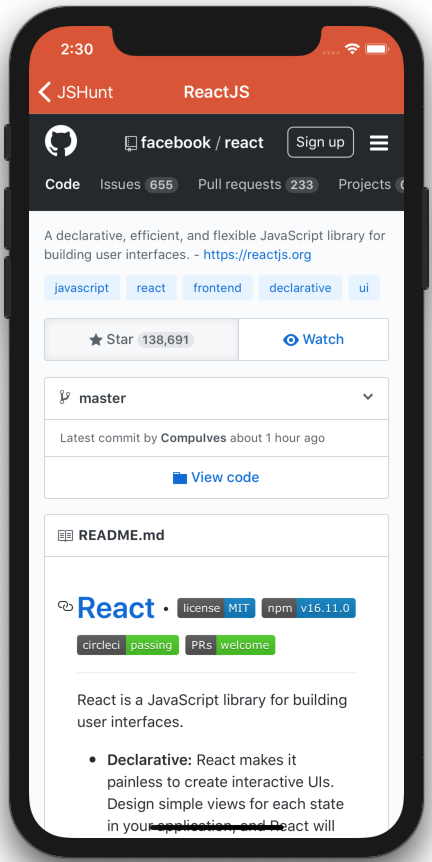 2:30
JSHunt ReactJS
facebook / react Sign up
Code Issues 655 Pull requests 233 Projects
A declarative, efficient, and flexible JavaScript library for
building user interfaces. - https://reactjs.org
javascript react frontend declarative ui
Star 138,691 Watch
master
Latest commit by Compulves about 1 hour ago
View code
README.md
React • license MIT npm v16.11.0
circleci passing PRs welcome
React is a JavaScript library for building
user interfaces.
• Declarative: React makes it
painless to create interactive UIs.
Design simple views for each state
in your application, and React will